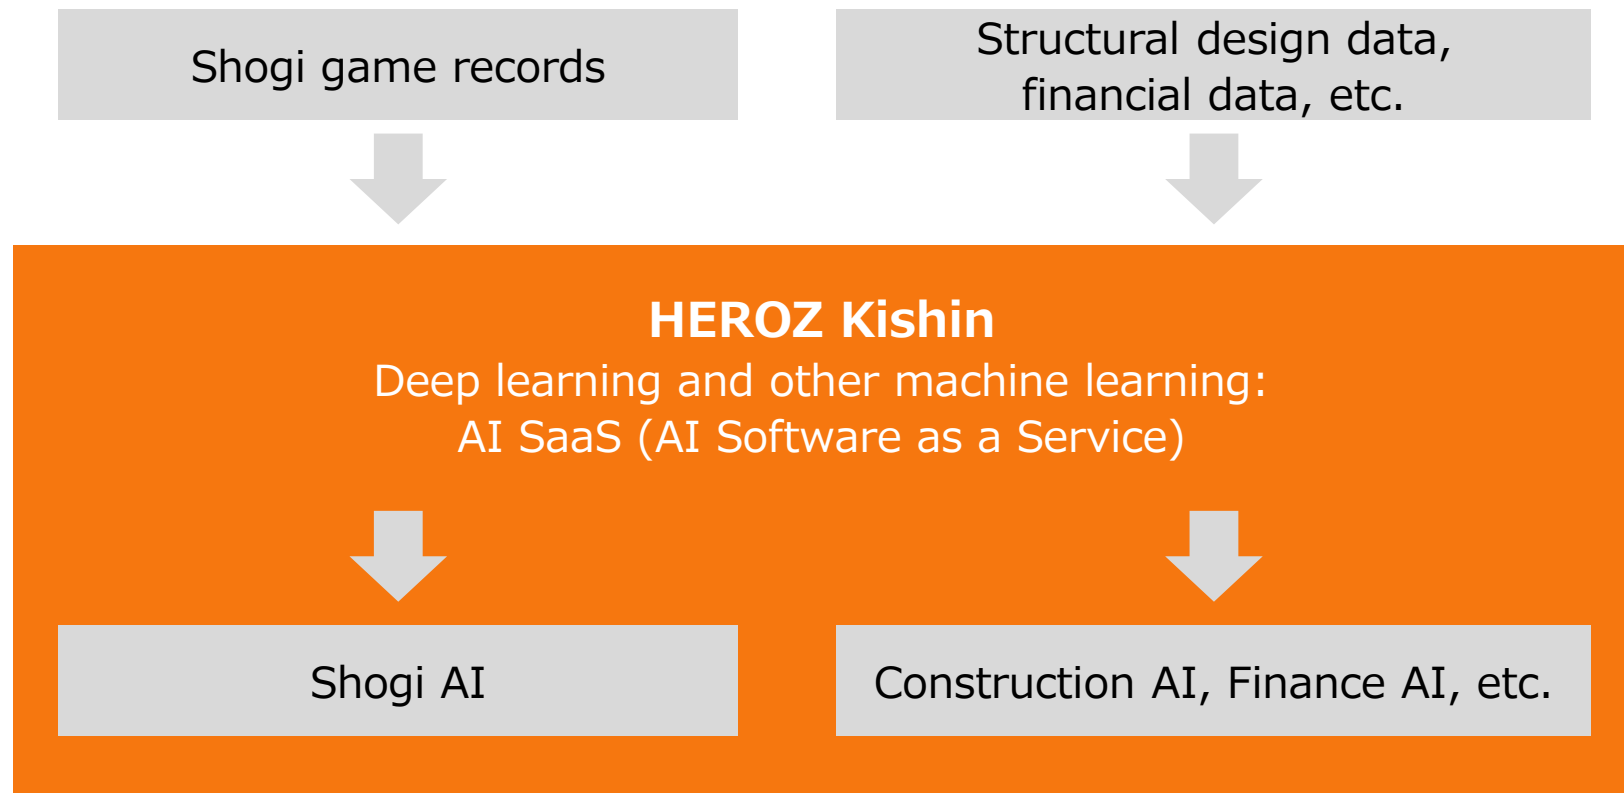 Shogi game records
Structural design data,
financial data, etc.
HEROZ Kishin
Deep learning and other machine learning:
AI SaaS (AI Software as a Service)
Shogi AI
Construction AI, Finance AI, etc.